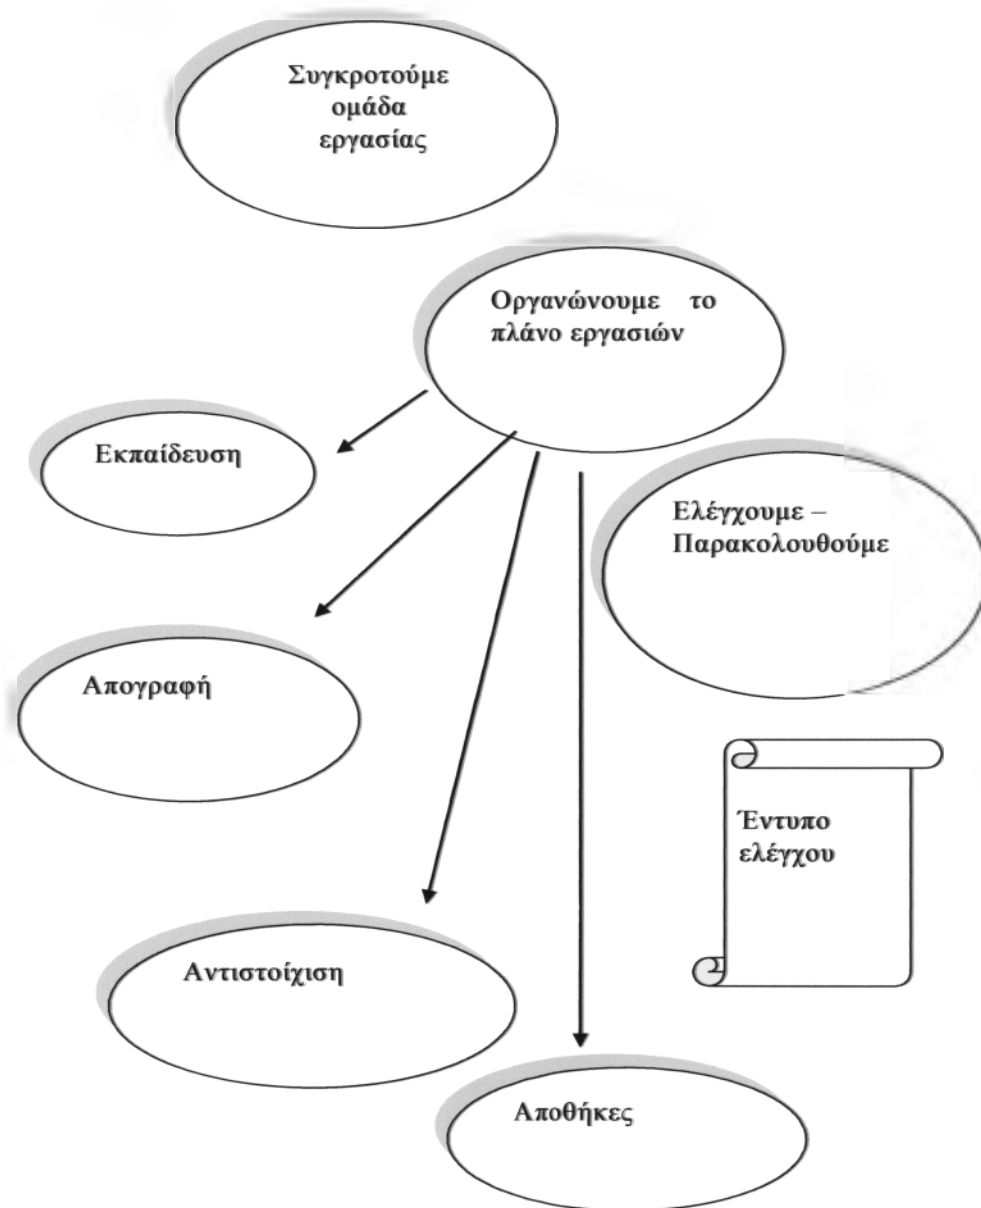 Συγκροτούμε
ομάδα
εργασίας
Οργανώνουμε το
πλάνο εργασιών
Εκπαίδευση
Ελέγχουμε –
Παρακολουθούμε
Απογραφή
Έντυπο
ελέγχου
Αντιστοίχιση
Αποθήκες